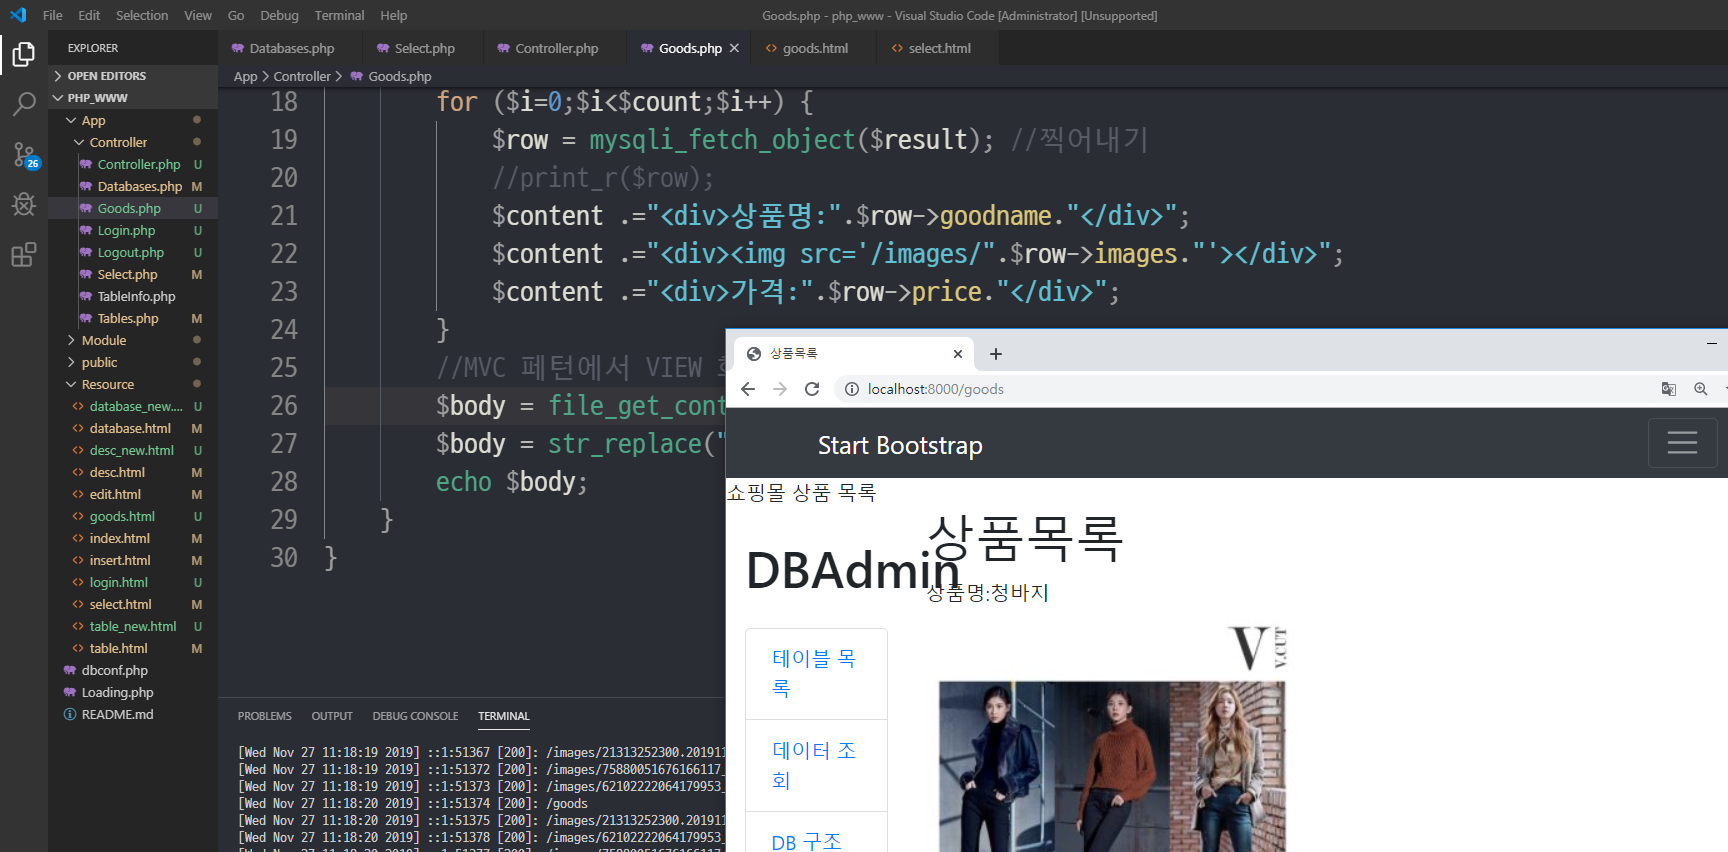 File Edit Selection View Go Debug Terminal Help
Goods.php - php_www - Visual Studio Code [Administrator] [Unsupported]
EXPLORER
OPEN EDITORS
PHP_WWW
App
Controller
Controller.php U
Databases.php M
Goods.php U
Login.php U
Logout.php U
Select.php M
TableInfo.php
Tables.php M
Module
public
Resource
database_new.... U
database.html M
desc_new.html U
desc.html M
edit.html M
goods.html U
index.html M
insert.html M
login.html U
select.html M
table_new.html U
table.html M
dbconf.php
Loading.php
README.md
26
Databases.php Select.php Controller.php Goods.php goods.html select.html
App > Controller > Goods.php
18 for ($i=0;$i<$count;$i++) {
19 $row = mysqli_fetch_object($result); //찍어내기
20 //print_r($row);
21 $content .="<div>상품명:".$row->goodname."</div>";
22 $content .="<div><img src='/images/".$row->images."'></div>";
23 $content .="<div>가격:".$row->price."</div>";
24 }
25 //MVC 페턴에서 VIEW
26 $body = file_get_cont
27 $body = str_replace("
28 echo $body;
29 }
30 }
PROBLEMS OUTPUT DEBUG CONSOLE TERMINAL
[Wed Nov 27 11:18:19 2019] ::1:51367 [200]: /images/21313252300.201911
[Wed Nov 27 11:18:19 2019] ::1:51372 [200]: /images/75880051676166117_
[Wed Nov 27 11:18:19 2019] ::1:51373 [200]: /images/62102222064179953_
[Wed Nov 27 11:18:20 2019] ::1:51374 [200]: /goods
[Wed Nov 27 11:18:20 2019] ::1:51375 [200]: /images/21313252300.201911
[Wed Nov 27 11:18:20 2019] ::1:51378 [200]: /images/62102222064179953_
상품목록
localhost:8000/goods
Start Bootstrap
쇼핑몰 상품 목록
상품목록
DBAdmin
상품명:청바지
테이블 목
록
데이터 조
회
DB 구조
V V.CUT